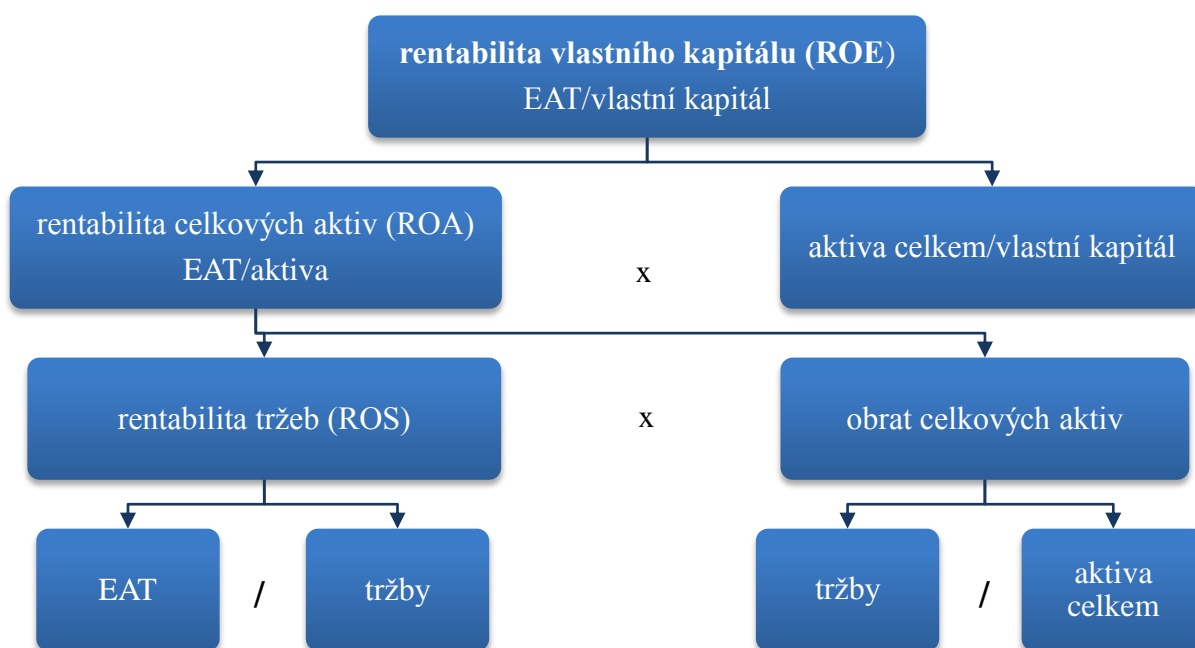 rentabilita vlastního kapitálu (ROE)
EAT/vlastní kapitál
rentabilita celkových aktiv (ROA)
EAT/aktiva
x
aktiva celkem/vlastní kapitál
rentabilita tržeb (ROS)
x
obrat celkových aktiv
EAT
/
tržby
tržby
/
aktiva
celkem